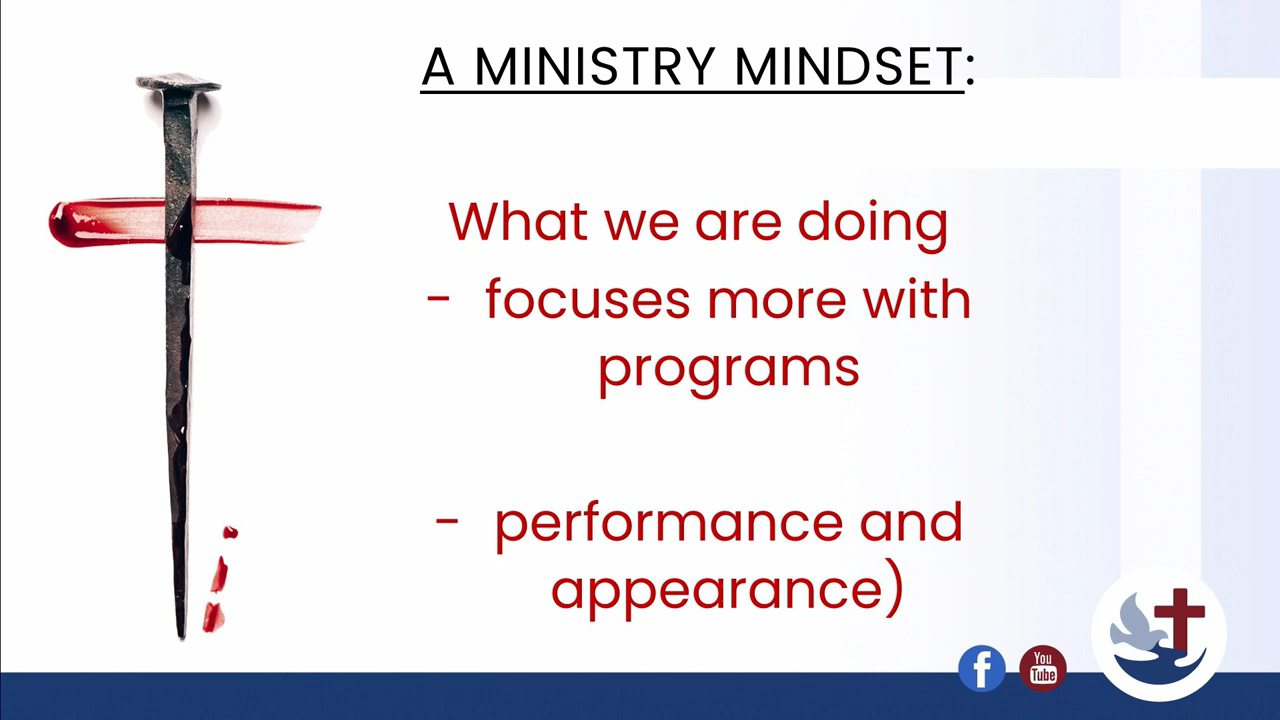 A MINISTRY MINDSET:
What we are doing
- focuses more with
programs
- performance and
appearance)
f
You
Tube